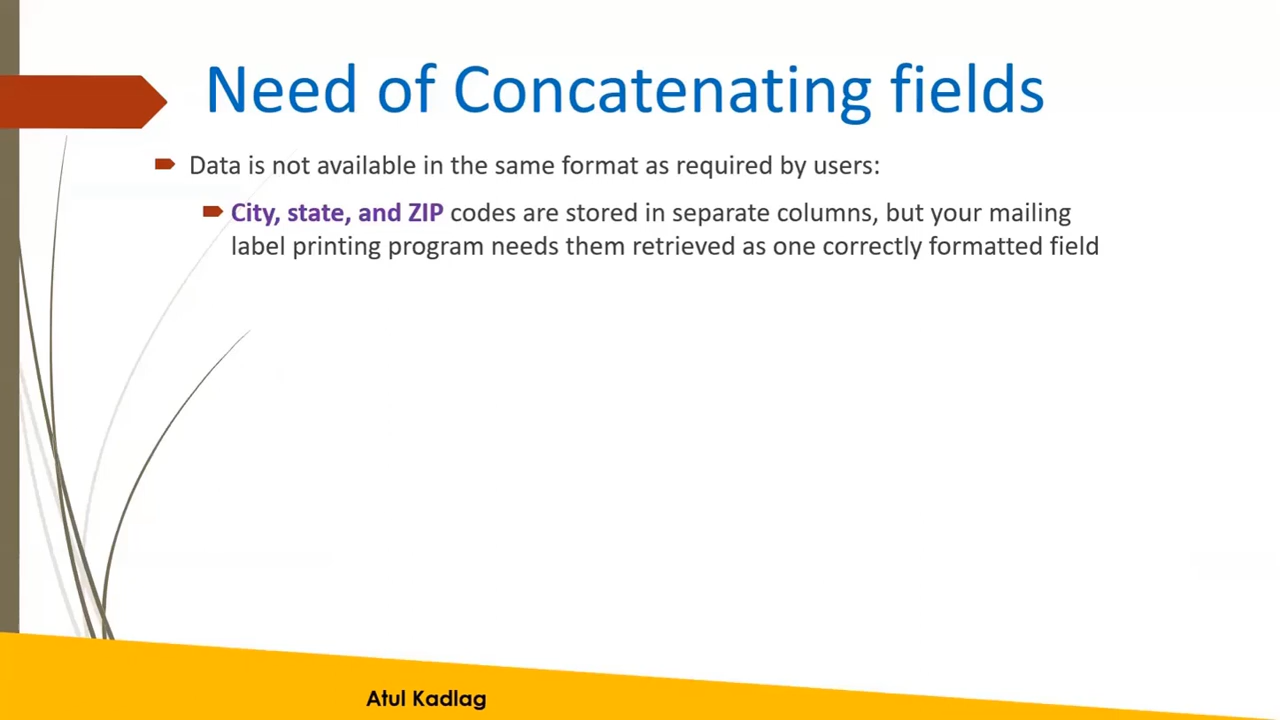 Need of Concatenating fields
Data is not available in the same format as required by users:
City, state, and ZIP codes are stored in separate columns, but your mailing
label printing program needs them retrieved as one correctly formatted field
Atul Kadlag